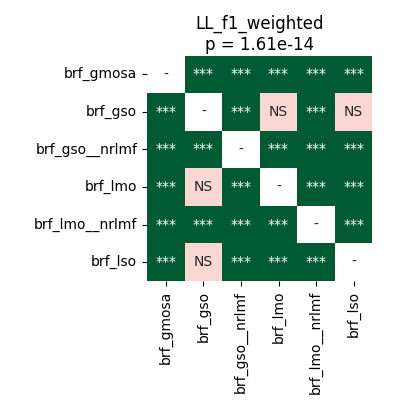 LL_f1_weighted
p = 1.61e-14
brf_gmosa - *** *** *** *** ***
brf_gso *** - *** NS *** NS
brf_gso__nrlmf *** *** - *** *** ***
brf_lmo *** NS *** - *** ***
brf_lmo__nrlmf *** *** *** *** - ***
brf_lso *** NS *** *** *** -
brf_gmosa
brf_gso
brf_gso__nrlmf
brf_lmo
brf_lmo__nrlmf
brf_lso